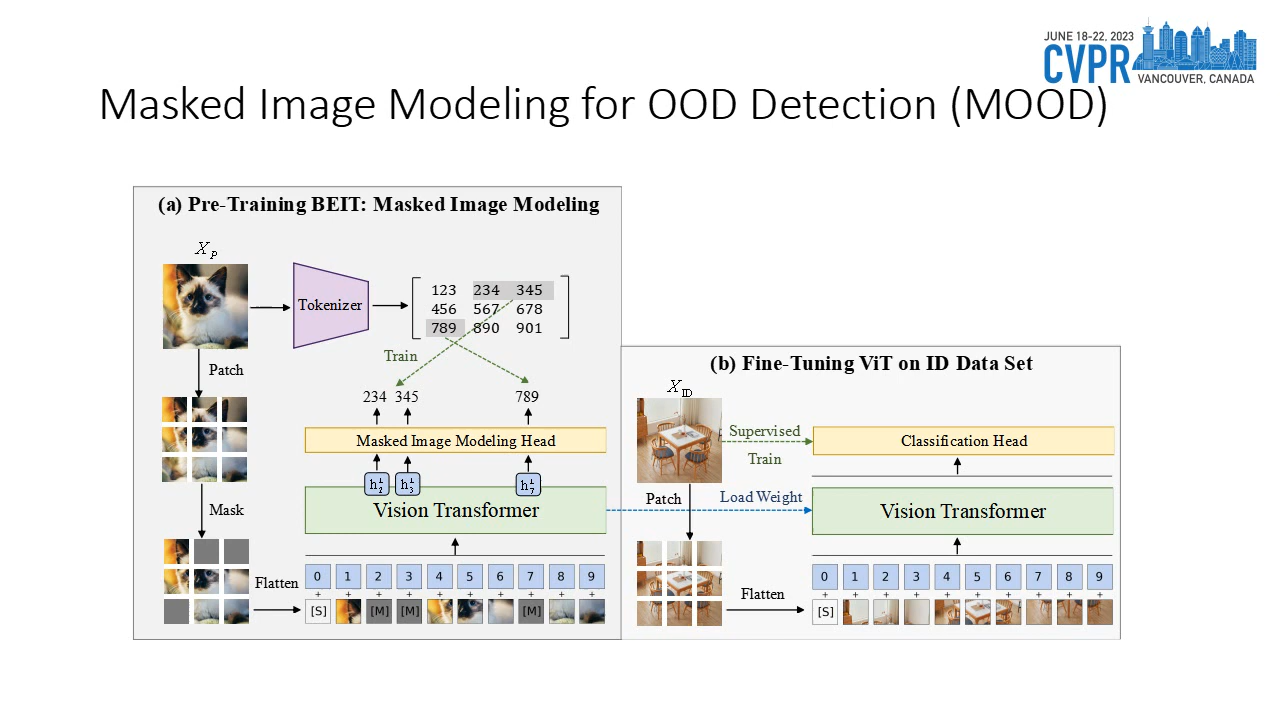 JUNE 18-22, 2023
CVPR
VANCOUVER, CANADA
Masked Image Modeling for OOD Detection (MOOD)
(a) Pre-Training BEIT: Masked Image Modeling
X_P
Tokenizer
123 234 345
456 567 678
789 890 901
Train
Patch
234 345 789
Masked Image Modeling Head
h^L_2 h^L_3 h^L_7
Vision Transformer
Mask
Flatten
0 1 2 3 4 5 6 7 8 9
+ + + + + + + + + +
[S] [M] [M] [M]
(b) Fine-Tuning ViT on ID Data Set
X_ID
Supervised
Train
Classification Head
Patch
Load Weight
Vision Transformer
Flatten
0 1 2 3 4 5 6 7 8 9
+ + + + + + + + + +
[S]